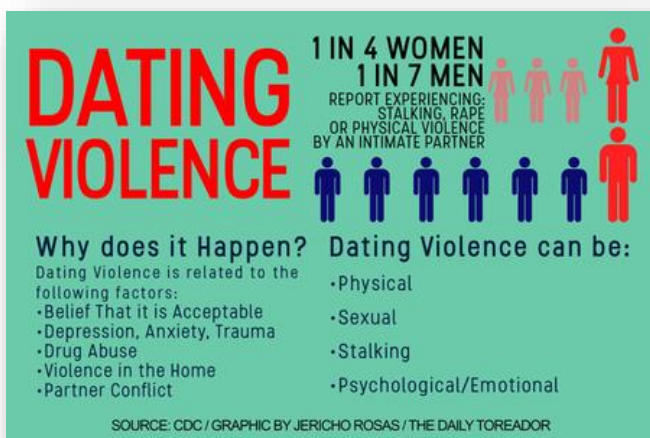 DATING
VIOLENCE
1 IN 4 WOMEN
1 IN 7 MEN
REPORT EXPERIENCING:
STALKING, RAPE
OR PHYSICAL VIOLENCE
BY AN INTIMATE PARTNER
Why does it Happen?
Dating Violence is related to the
following factors:
•Belief That it is Acceptable
•Depression, Anxiety, Trauma
•Drug Abuse
•Violence in the Home
•Partner Conflict
Dating Violence can be:
•Physical
•Sexual
•Stalking
•Psychological/Emotional
SOURCE: CDC / GRAPHIC BY JERICHO ROSAS / THE DAILY TOREADOR